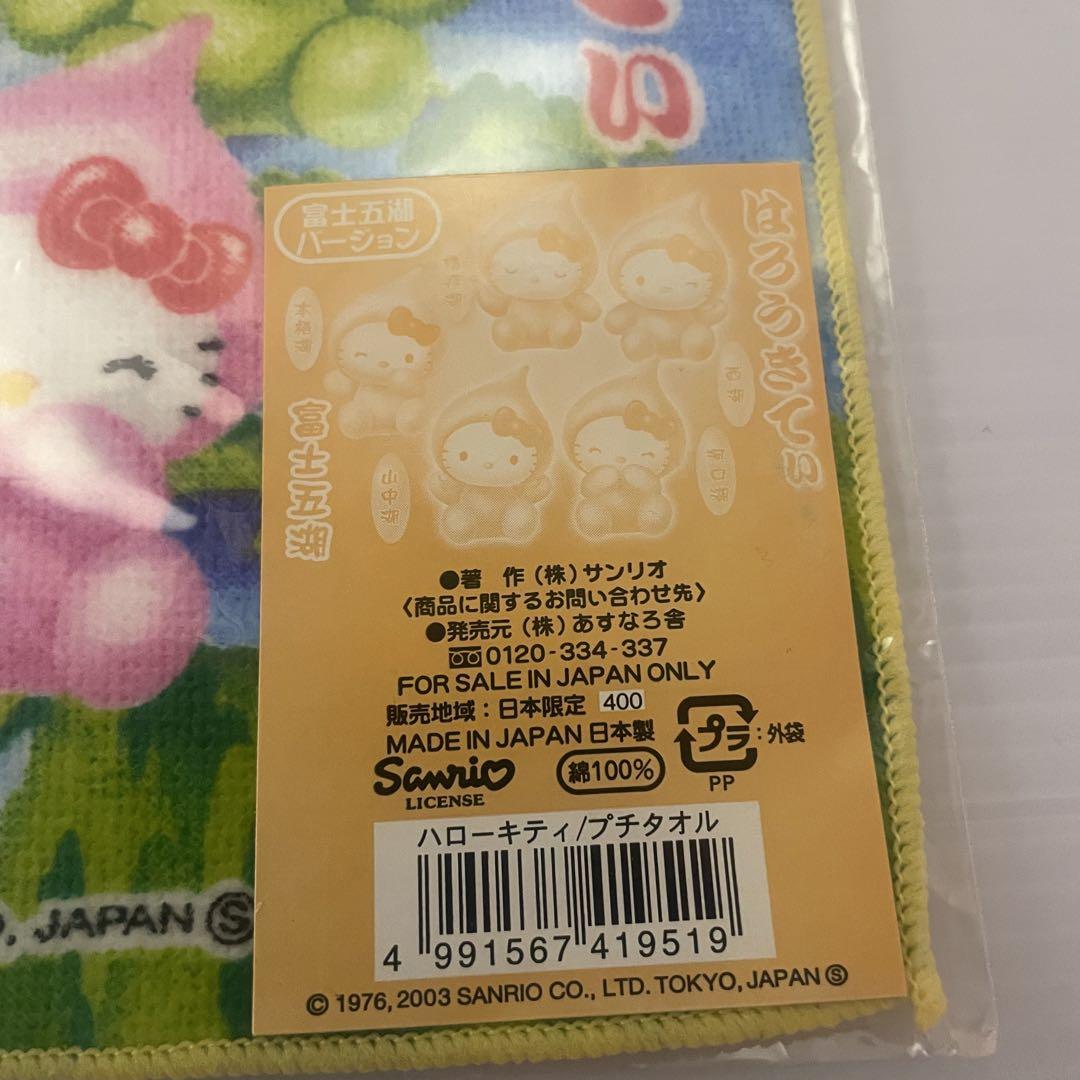 い
富士五湖
バージョン
はろうきてぃ
本栖湖
精進湖
西湖
河口湖
山中湖
富士五湖
●著 作(株)サンリオ
〈商品に関するお問い合わせ先〉
●発売元(株)あすなろ舎
0120-334-337
FOR SALE IN JAPAN ONLY
販売地域:日本限定 400
MADE IN JAPAN 日本製
プラ:外袋
PP
Sanrio
LICENSE
綿100%
ハローキティ/プチタオル
4 991567 419519
© 1976, 2003 SANRIO CO., LTD. TOKYO, JAPAN Ⓢ
. JAPAN Ⓢ